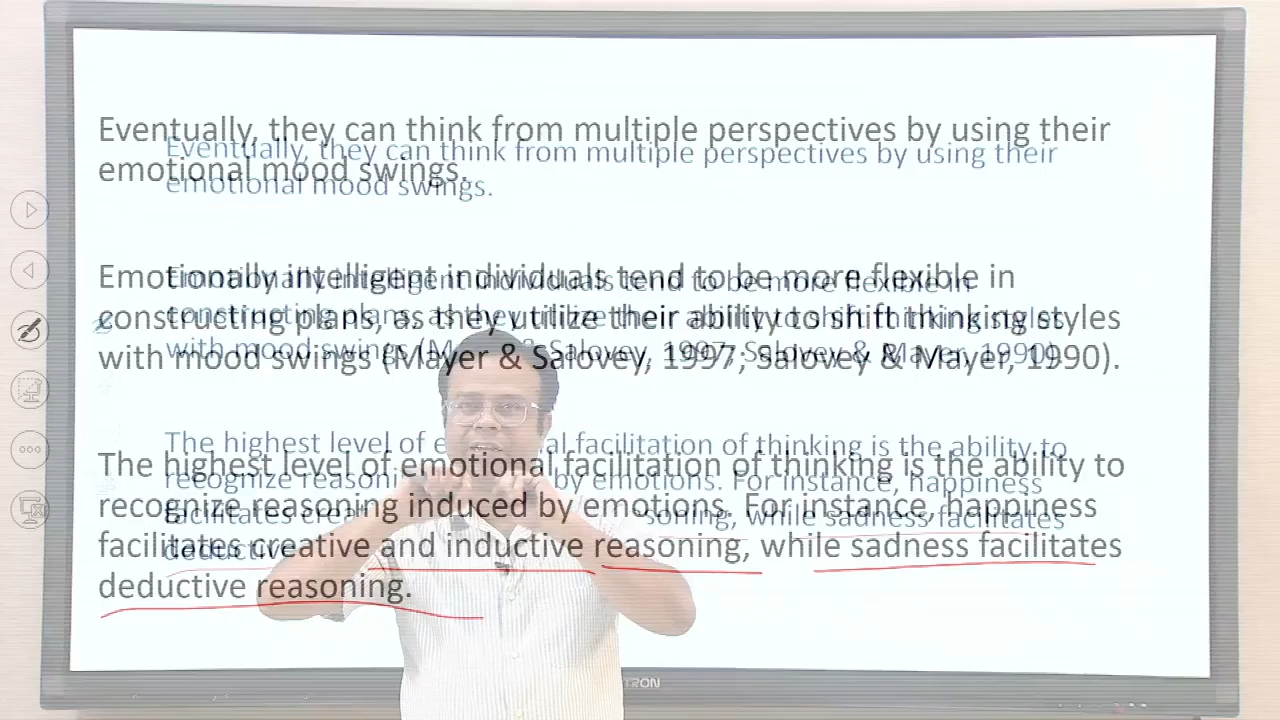 Eventually, they can think from multiple perspectives by using their
emotional mood swings.
Emotionally intelligent individuals tend to be more flexible in
constructing plans, as they utilize their ability to shift thinking styles
with mood swings (Mayer & Salovey, 1997; Salovey & Mayer, 1990).
The highest level of emotional facilitation of thinking is the ability to
recognize reasoning induced by emotions. For instance, happiness
facilitates creative and inductive reasoning, while sadness facilitates
deductive reasoning.
TRON